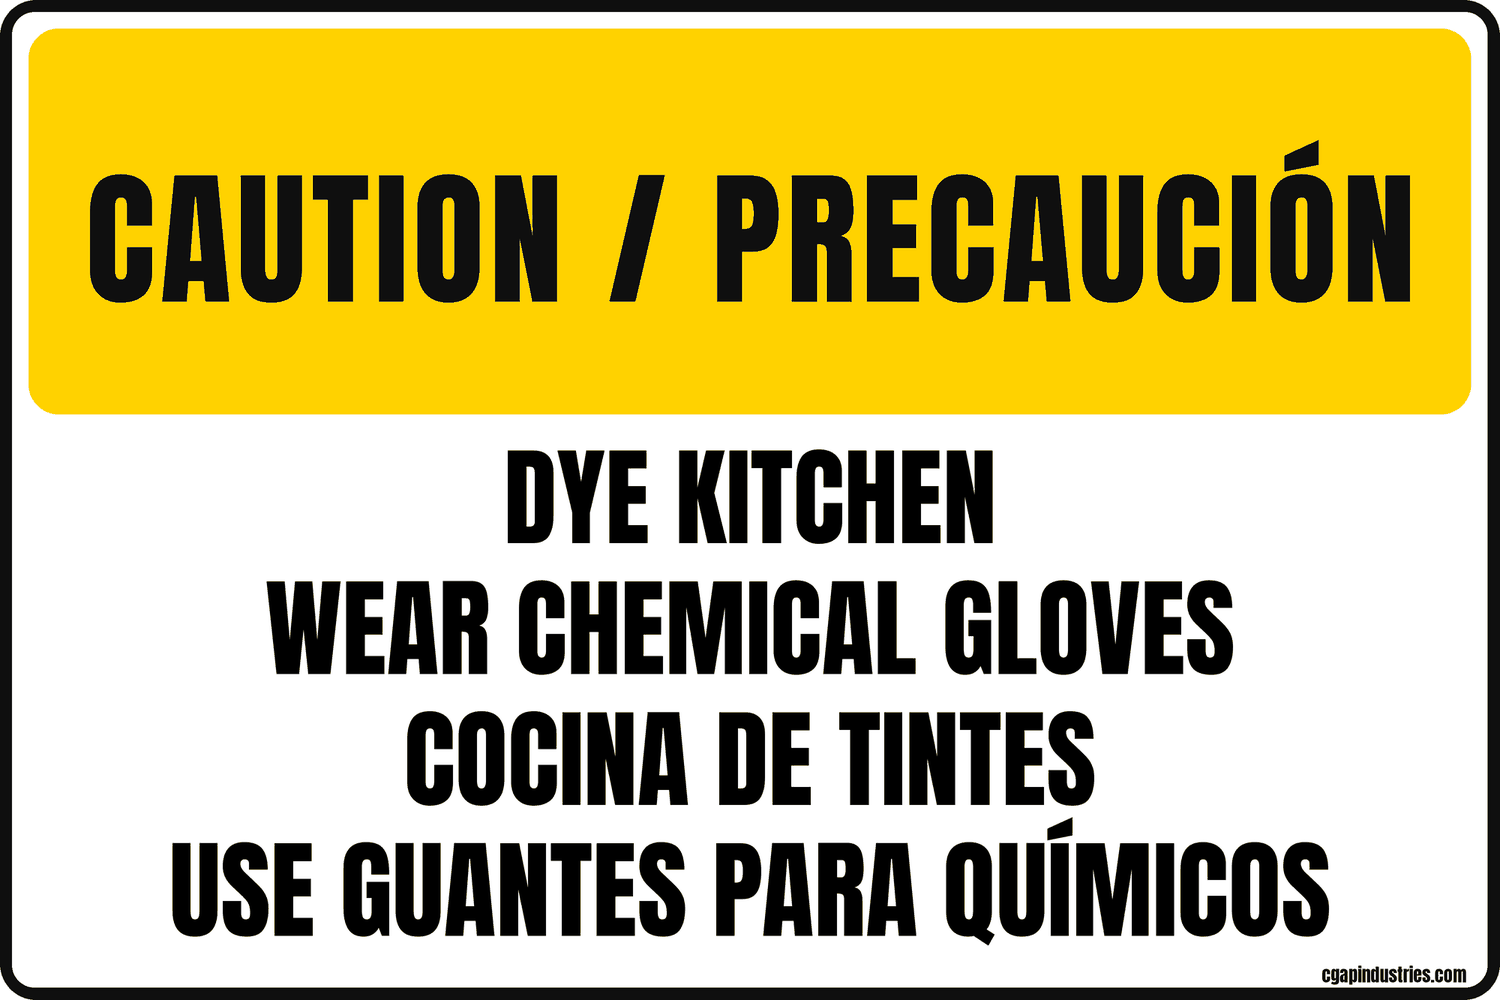 CAUTION / PRECAUCIÓN
DYE KITCHEN
WEAR CHEMICAL GLOVES
COCINA DE TINTES
USE GUANTES PARA QUÍMICOS
cgapindustries.com